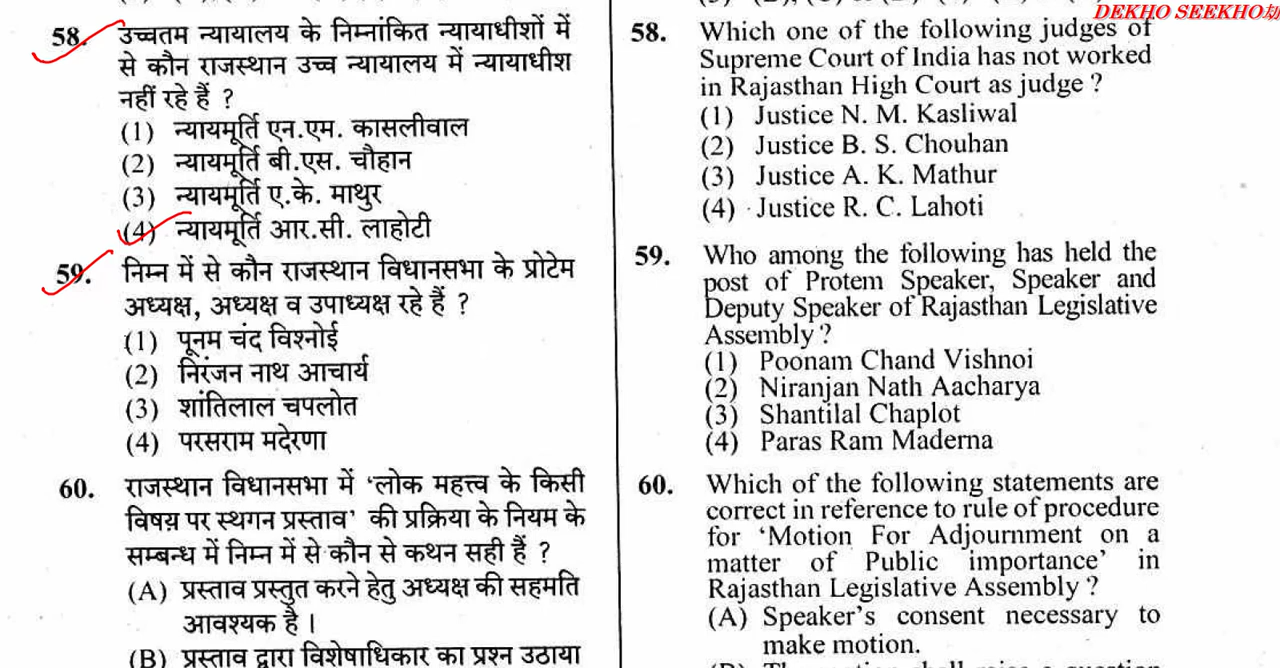 DEKHO SEEKHO
58. उच्चतम न्यायालय के निम्नांकित न्यायाधीशों में
से कौन राजस्थान उच्च न्यायालय में न्यायाधीश
नहीं रहे हैं ?
(1) न्यायमूर्ति एन.एम. कासलीवाल
(2) न्यायमूर्ति बी.एस. चौहान
(3) न्यायमूर्ति ए.के. माथुर
(4) न्यायमूर्ति आर.सी. लाहोटी
59. निम्न में से कौन राजस्थान विधानसभा के प्रोटेम
अध्यक्ष, अध्यक्ष व उपाध्यक्ष रहे हैं ?
(1) पूनम चंद विश्नोई
(2) निरंजन नाथ आचार्य
(3) शांतिलाल चपलोत
(4) परसराम मदेरणा
60. राजस्थान विधानसभा में ‘लोक महत्त्व के किसी
विषय पर स्थगन प्रस्ताव’ की प्रक्रिया के नियम के
सम्बन्ध में निम्न में से कौन से कथन सही हैं ?
(A) प्रस्ताव प्रस्तुत करने हेतु अध्यक्ष की सहमति
आवश्यक है ।
(B) प्रस्ताव द्वारा विशेषाधिकार का प्रश्न उठाया
58. Which one of the following judges of
Supreme Court of India has not worked
in Rajasthan High Court as judge ?
(1) Justice N. M. Kasliwal
(2) Justice B. S. Chouhan
(3) Justice A. K. Mathur
(4) Justice R. C. Lahoti
59. Who among the following has held the
post of Protem Speaker, Speaker and
Deputy Speaker of Rajasthan Legislative
Assembly ?
(1) Poonam Chand Vishnoi
(2) Niranjan Nath Aacharya
(3) Shantilal Chaplot
(4) Paras Ram Maderna
60. Which of the following statements are
correct in reference to rule of procedure
for ‘Motion For Adjournment on a
matter of Public importance’ in
Rajasthan Legislative Assembly ?
(A) Speaker’s consent necessary to
make motion.